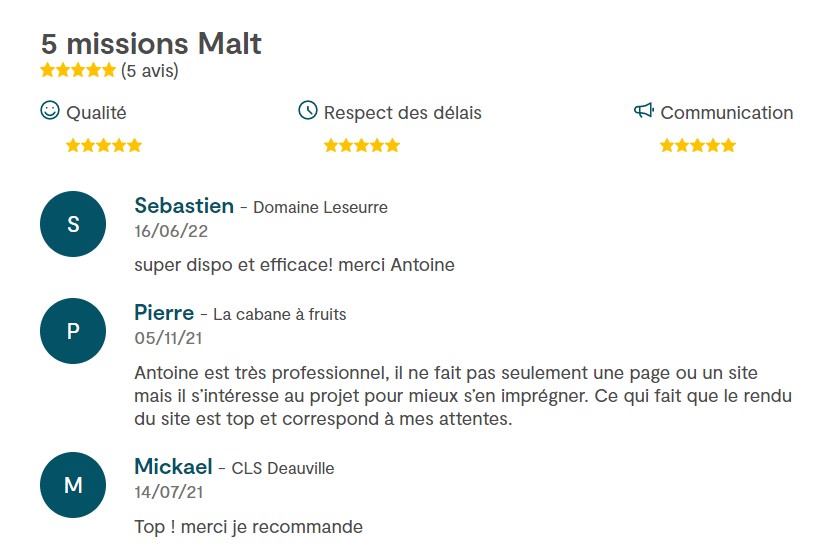 5 missions Malt
(5 avis)
Qualité
Respect des délais
Communication
S
Sebastien - Domaine Leseurre
16/06/22
super dispo et efficace! merci Antoine
P
Pierre - La cabane à fruits
05/11/21
Antoine est très professionnel, il ne fait pas seulement une page ou un site
mais il s'intéresse au projet pour mieux s'en imprégner. Ce qui fait que le rendu
du site est top et correspond à mes attentes.
M
Mickael - CLS Deauville
14/07/21
Top ! merci je recommande